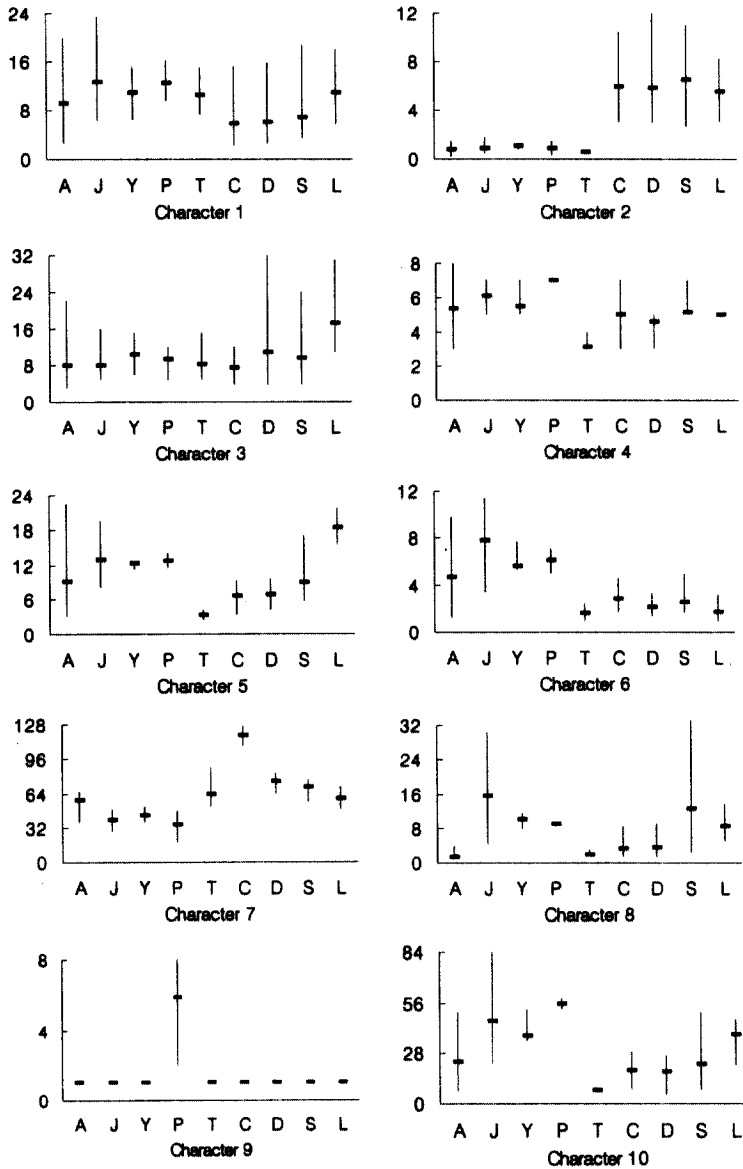 24
16
8
0
A J Y P T C D S L
Character 1
12
8
4
0
A J Y P T C D S L
Character 2
32
24
16
8
0
A J Y P T C D S L
Character 3
8
6
4
2
0
A J Y P T C D S L
Character 4
24
18
12
6
0
A J Y P T C D S L
Character 5
12
8
4
0
A J Y P T C D S L
Character 6
128
96
64
32
0
A J Y P T C D S L
Character 7
32
24
16
8
0
A J Y P T C D S L
Character 8
8
4
0
A J Y P T C D S L
Character 9
84
56
28
0
A J Y P T C D S L
Character 10